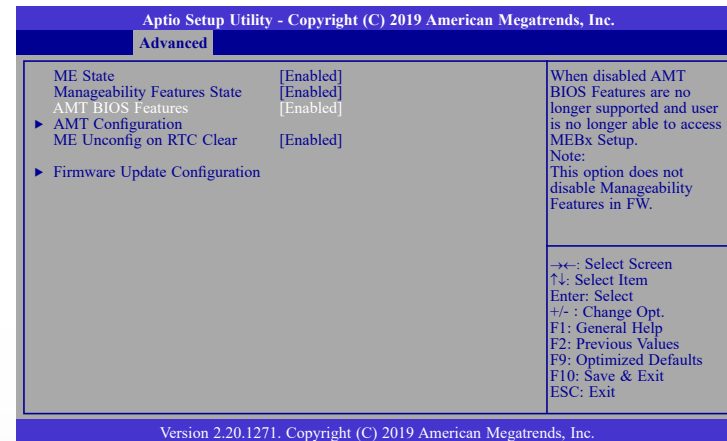 Aptio Setup Utility - Copyright (C) 2019 American Megatrends, Inc.
Advanced
ME State [Enabled]
Manageability Features State [Enabled]
AMT BIOS Features [Enabled]
► AMT Configuration
ME Unconfig on RTC Clear [Enabled]
► Firmware Update Configuration
When disabled AMT
BIOS Features are no
longer supported and user
is no longer able to access
MEBx Setup.
Note:
This option does not
disable Manageability
Features in FW.
→←: Select Screen
↑↓: Select Item
Enter: Select
+/- : Change Opt.
F1: General Help
F2: Previous Values
F9: Optimized Defaults
F10: Save & Exit
ESC: Exit
Version 2.20.1271. Copyright (C) 2019 American Megatrends, Inc.